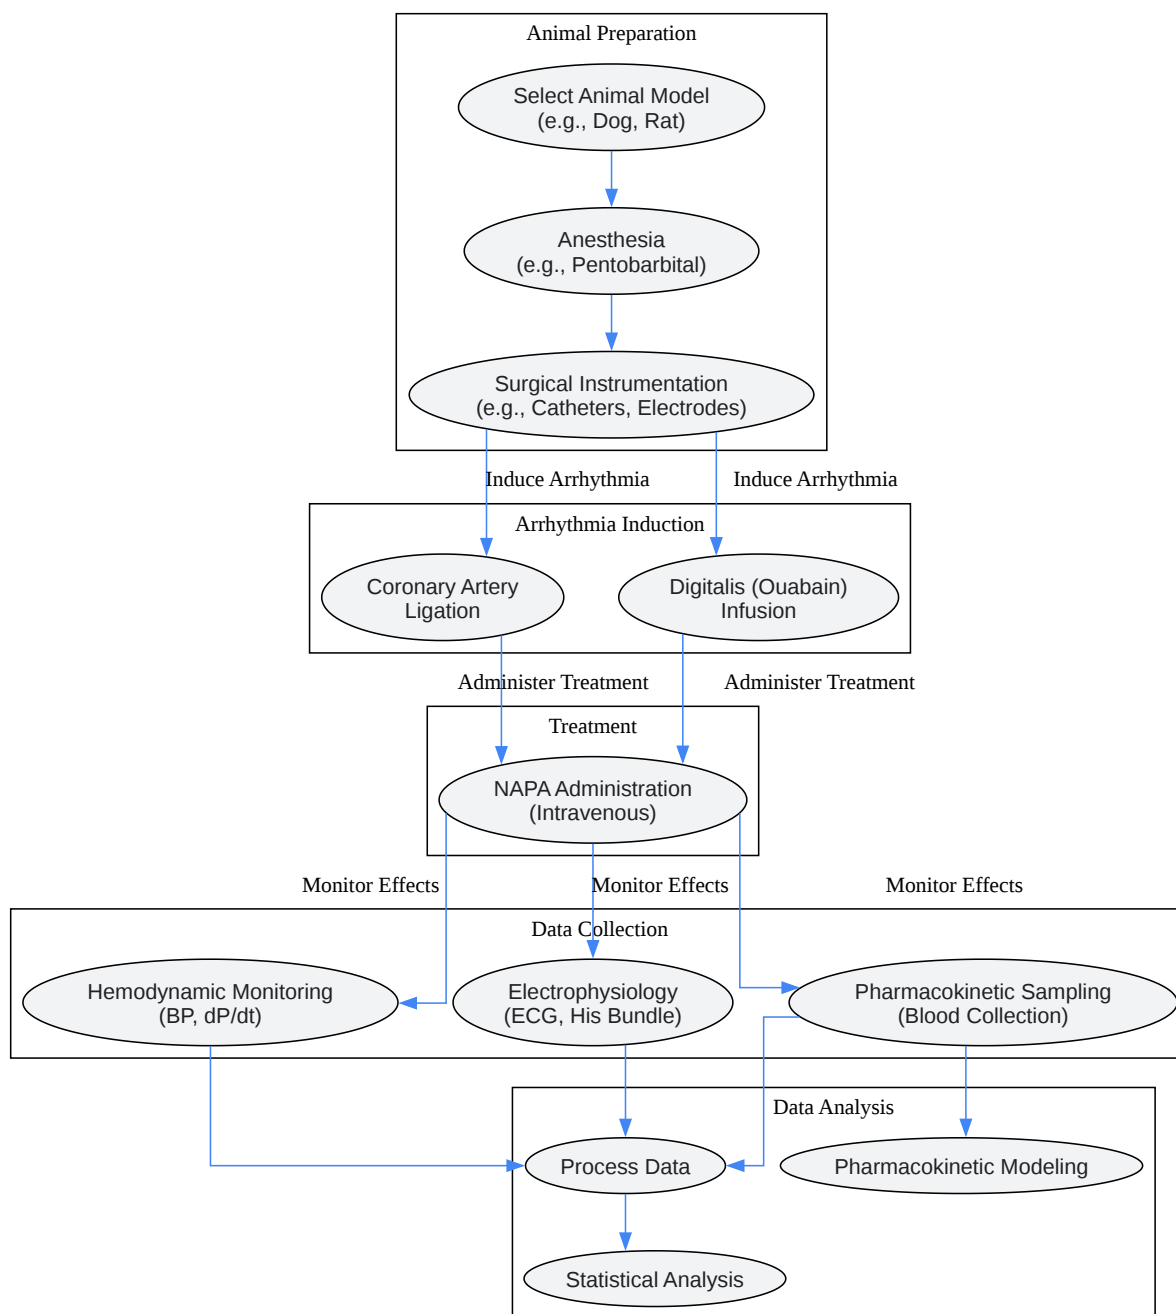 Animal Preparation
Select Animal Model
(e.g., Dog, Rat)
Anesthesia
(e.g., Pentobarbital)
Surgical Instrumentation
(e.g., Catheters, Electrodes)
Induce Arrhythmia
Induce Arrhythmia
Arrhythmia Induction
Coronary Artery
Ligation
Digitalis (Ouabain)
Infusion
Administer Treatment
Administer Treatment
Treatment
NAPA Administration
(Intravenous)
Monitor Effects
Monitor Effects
Monitor Effects
Data Collection
Hemodynamic Monitoring
(BP, dP/dt)
Electrophysiology
(ECG, His Bundle)
Pharmacokinetic Sampling
(Blood Collection)
Data Analysis
Process Data
Pharmacokinetic Modeling
Statistical Analysis